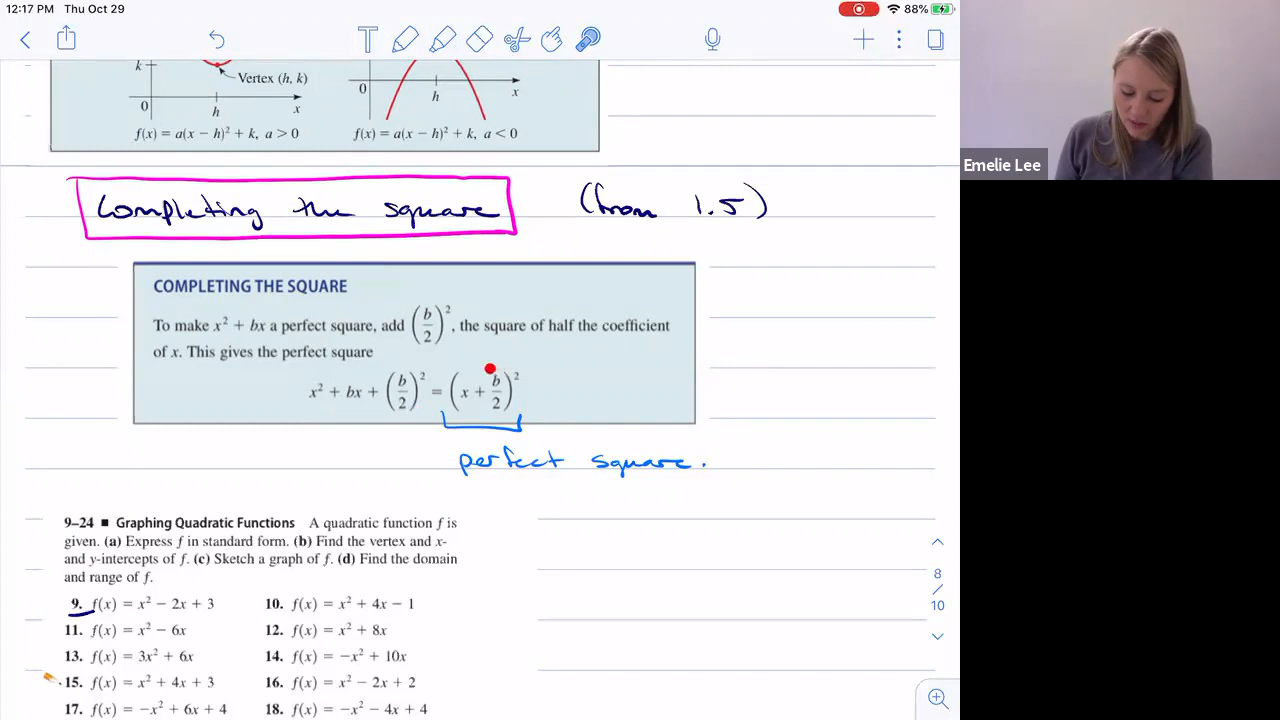 12:17 PM Thu Oct 29
88%
k
Vertex (h, k)
0
h
x
0
h
x
f(x) = a(x − h)² + k, a > 0
f(x) = a(x − h)² + k, a < 0
Completing the square (from 1.5)
COMPLETING THE SQUARE
To make x² + bx a perfect square, add (b/2)², the square of half the coefficient
of x. This gives the perfect square
x² + bx + (b/2)² = (x + b/2)²
perfect square.
9–24 ■ Graphing Quadratic Functions A quadratic function f is
given. (a) Express f in standard form. (b) Find the vertex and x-
and y-intercepts of f. (c) Sketch a graph of f. (d) Find the domain
and range of f.
9. f(x) = x² − 2x + 3
10. f(x) = x² + 4x − 1
11. f(x) = x² − 6x
12. f(x) = x² + 8x
13. f(x) = 3x² + 6x
14. f(x) = −x² + 10x
15. f(x) = x² + 4x + 3
16. f(x) = x² − 2x + 2
17. f(x) = −x² + 6x + 4
18. f(x) = −x² − 4x + 4
8
/
10
Emelie Lee